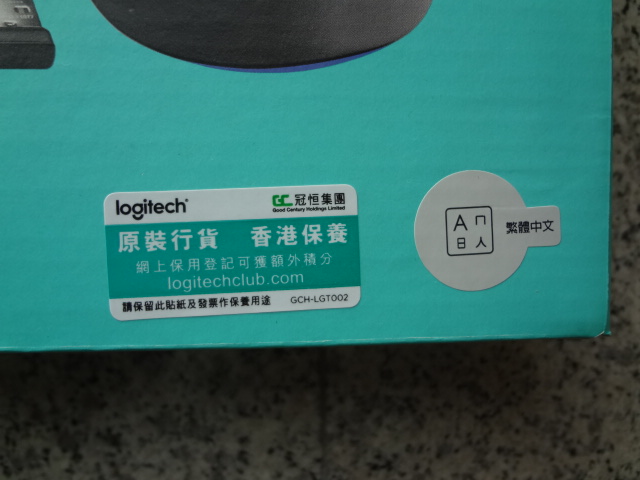 logitech®
GC 冠恒集團
Good Century Holdings Limited
原裝行貨 香港保養
網上保用登記可獲額外積分
logitechclub.com
請保留此貼紙及發票作保養用途 GCH-LGT002
A ㄇ
日 人
繁體中文